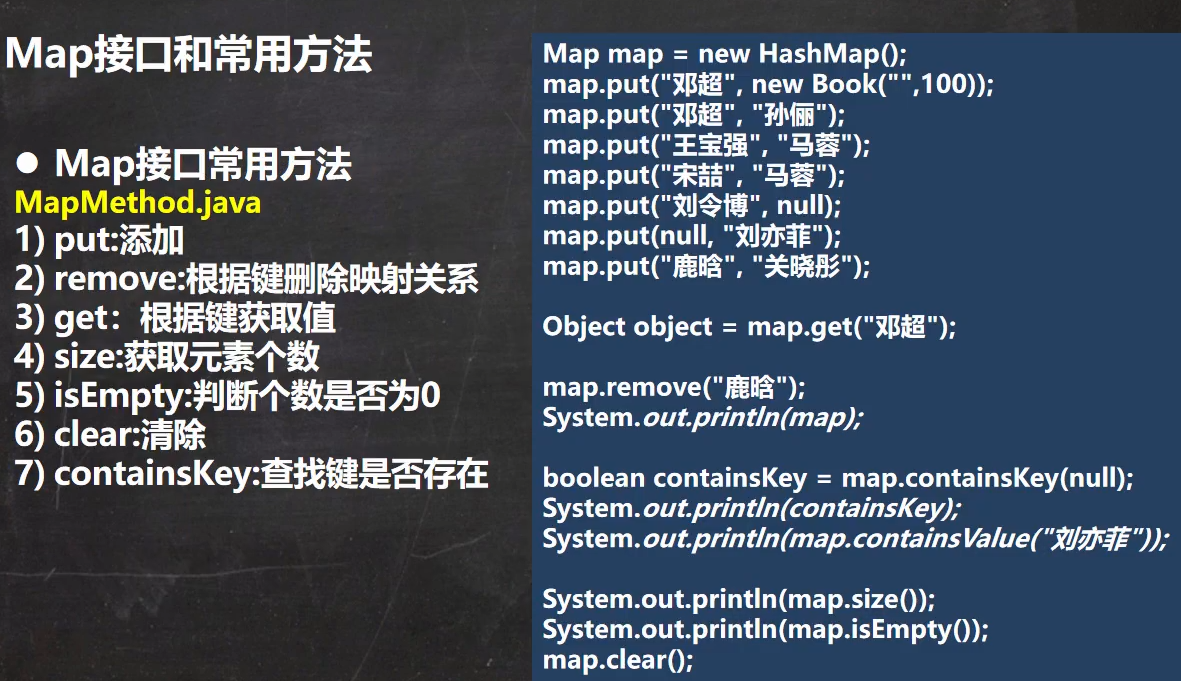 Map接口和常用方法
● Map接口常用方法
MapMethod.java
1) put:添加
2) remove:根据键删除映射关系
3) get：根据键获取值
4) size:获取元素个数
5) isEmpty:判断个数是否为0
6) clear:清除
7) containsKey:查找键是否存在
Map map = new HashMap();
map.put("邓超", new Book("",100));
map.put("邓超", "孙俪");
map.put("王宝强", "马蓉");
map.put("宋喆", "马蓉");
map.put("刘令博", null);
map.put(null, "刘亦菲");
map.put("鹿晗", "关晓彤");
Object object = map.get("邓超");
map.remove("鹿晗");
System.out.println(map);
boolean containsKey = map.containsKey(null);
System.out.println(containsKey);
System.out.println(map.containsValue("刘亦菲"));
System.out.println(map.size());
System.out.println(map.isEmpty());
map.clear();